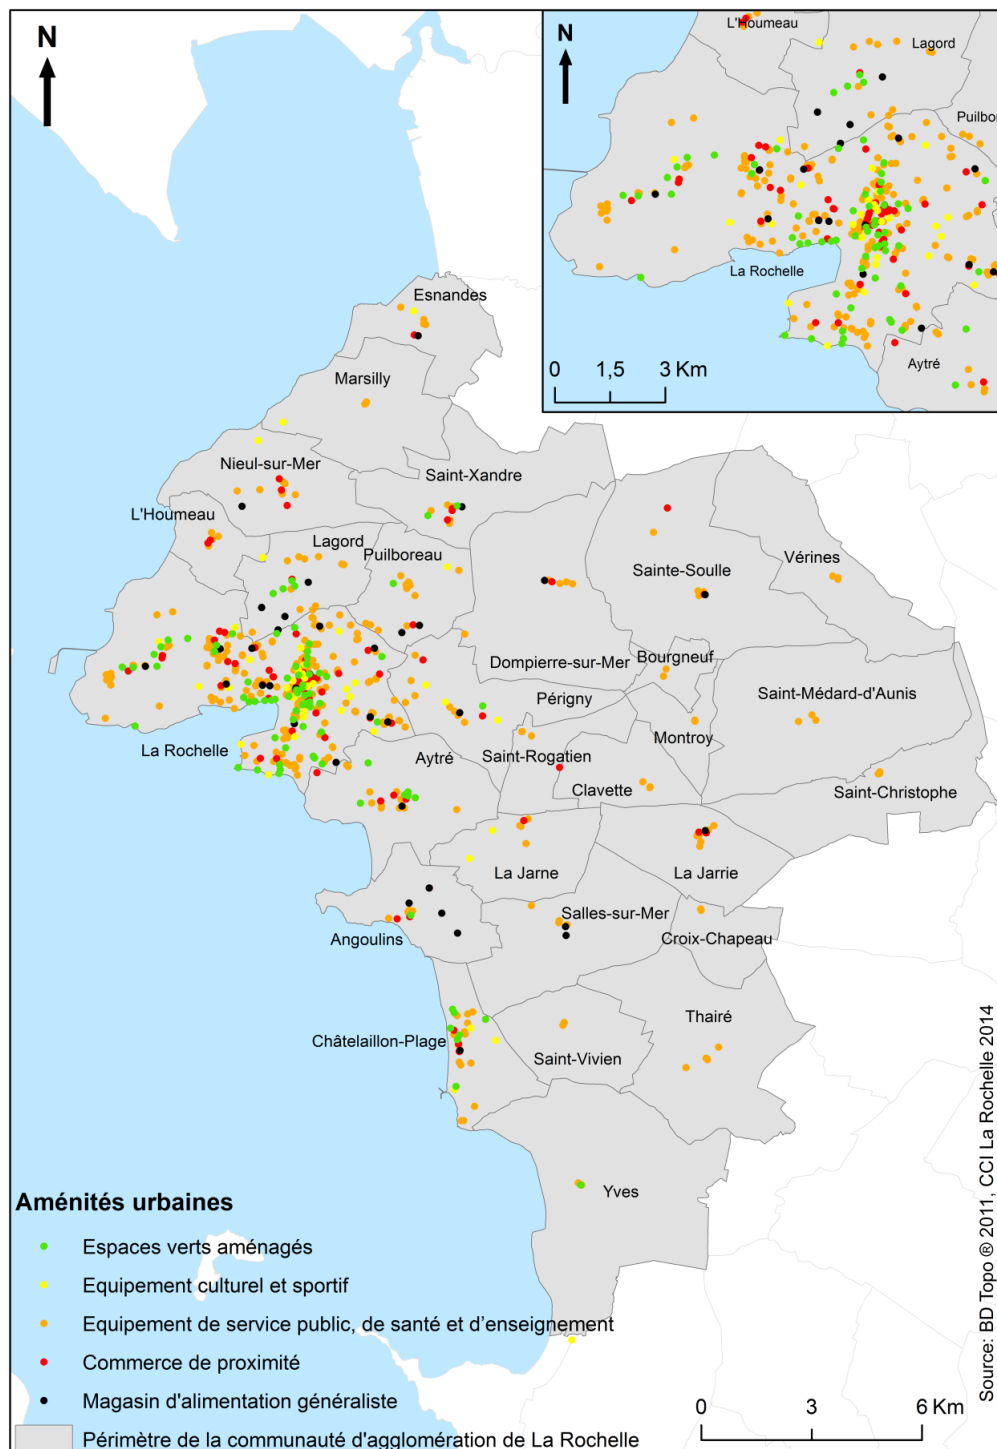 N
Esnandes
Marsilly
Nieul-sur-Mer
Saint-Xandre
L'Houmeau
Lagord
Puilboreau
Sainte-Soulle
Vérines
Dompierre-sur-Mer
Bourgneuf
Périgny
Saint-Médard-d'Aunis
La Rochelle
Aytré
Saint-Rogatien
Montroy
Clavette
Saint-Christophe
La Jarne
La Jarrie
Angoulins
Salles-sur-Mer
Croix-Chapeau
Châtelaillon-Plage
Saint-Vivien
Thairé
Yves
N
L'Houmeau
Lagord
Puilbor
La Rochelle
Aytré
0 1,5 3 Km
Aménités urbaines
Espaces verts aménagés
Equipement culturel et sportif
Equipement de service public, de santé et d'enseignement
Commerce de proximité
Magasin d'alimentation généraliste
Périmètre de la communauté d'agglomération de La Rochelle
0 3 6 Km
Source: BD Topo ® 2011, CCI La Rochelle 2014